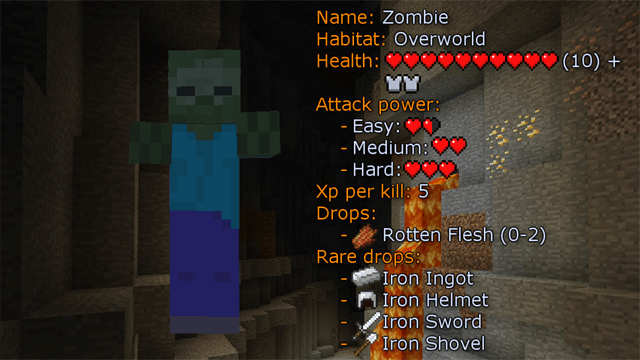 Name: Zombie
Habitat: Overworld
Health: (10) +
Attack power:
- Easy:
- Medium:
- Hard:
Xp per kill: 5
Drops:
- Rotten Flesh (0-2)
Rare drops:
- Iron Ingot
- Iron Helmet
- Iron Sword
- Iron Shovel